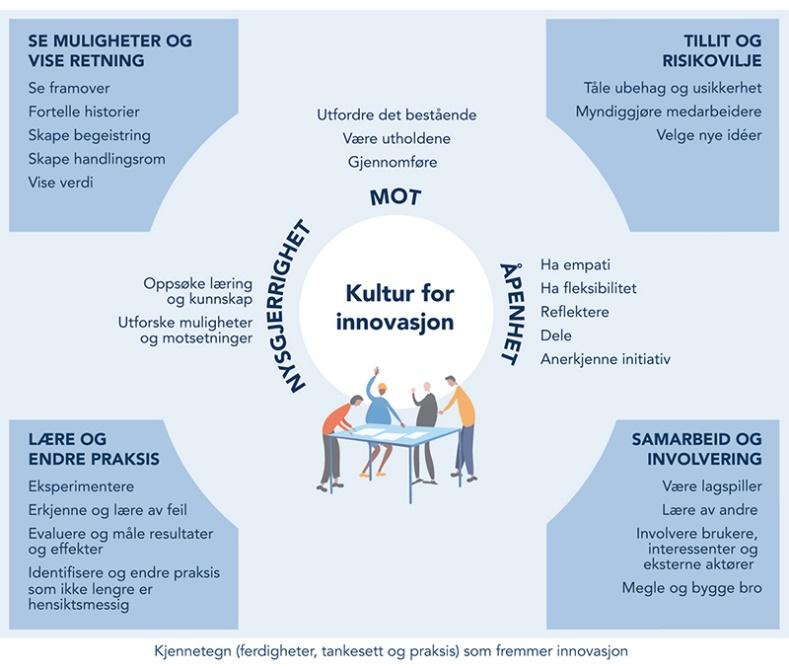 SE MULIGHETER OG
VISE RETNING
Se framover
Fortelle historier
Skape begeistring
Skape handlingsrom
Vise verdi
Utfordre det bestående
Være utholdene
Gjennomføre
MOT
TILLIT OG
RISIKOVILJE
Tåle ubehag og usikkerhet
Myndiggjøre medarbeidere
Velge nye idéer
Oppsøke læring
og kunnskap
Utforske muligheter
og motsetninger
NYSGJERRIGHET
Kultur for
innovasjon
ÅPENHET
Ha empati
Ha fleksibilitet
Reflektere
Dele
Anerkjenne initiativ
LÆRE OG
ENDRE PRAKSIS
Eksperimentere
Erkjenne og lære av feil
Evaluere og måle resultater
og effekter
Identifisere og endre praksis
som ikke lengre er
hensiktsmessig
SAMARBEID OG
INVOLVERING
Være lagspiller
Lære av andre
Involvere brukere,
interessenter og
eksterne aktører
Megle og bygge bro
Kjennetegn (ferdigheter, tankesett og praksis) som fremmer innovasjon